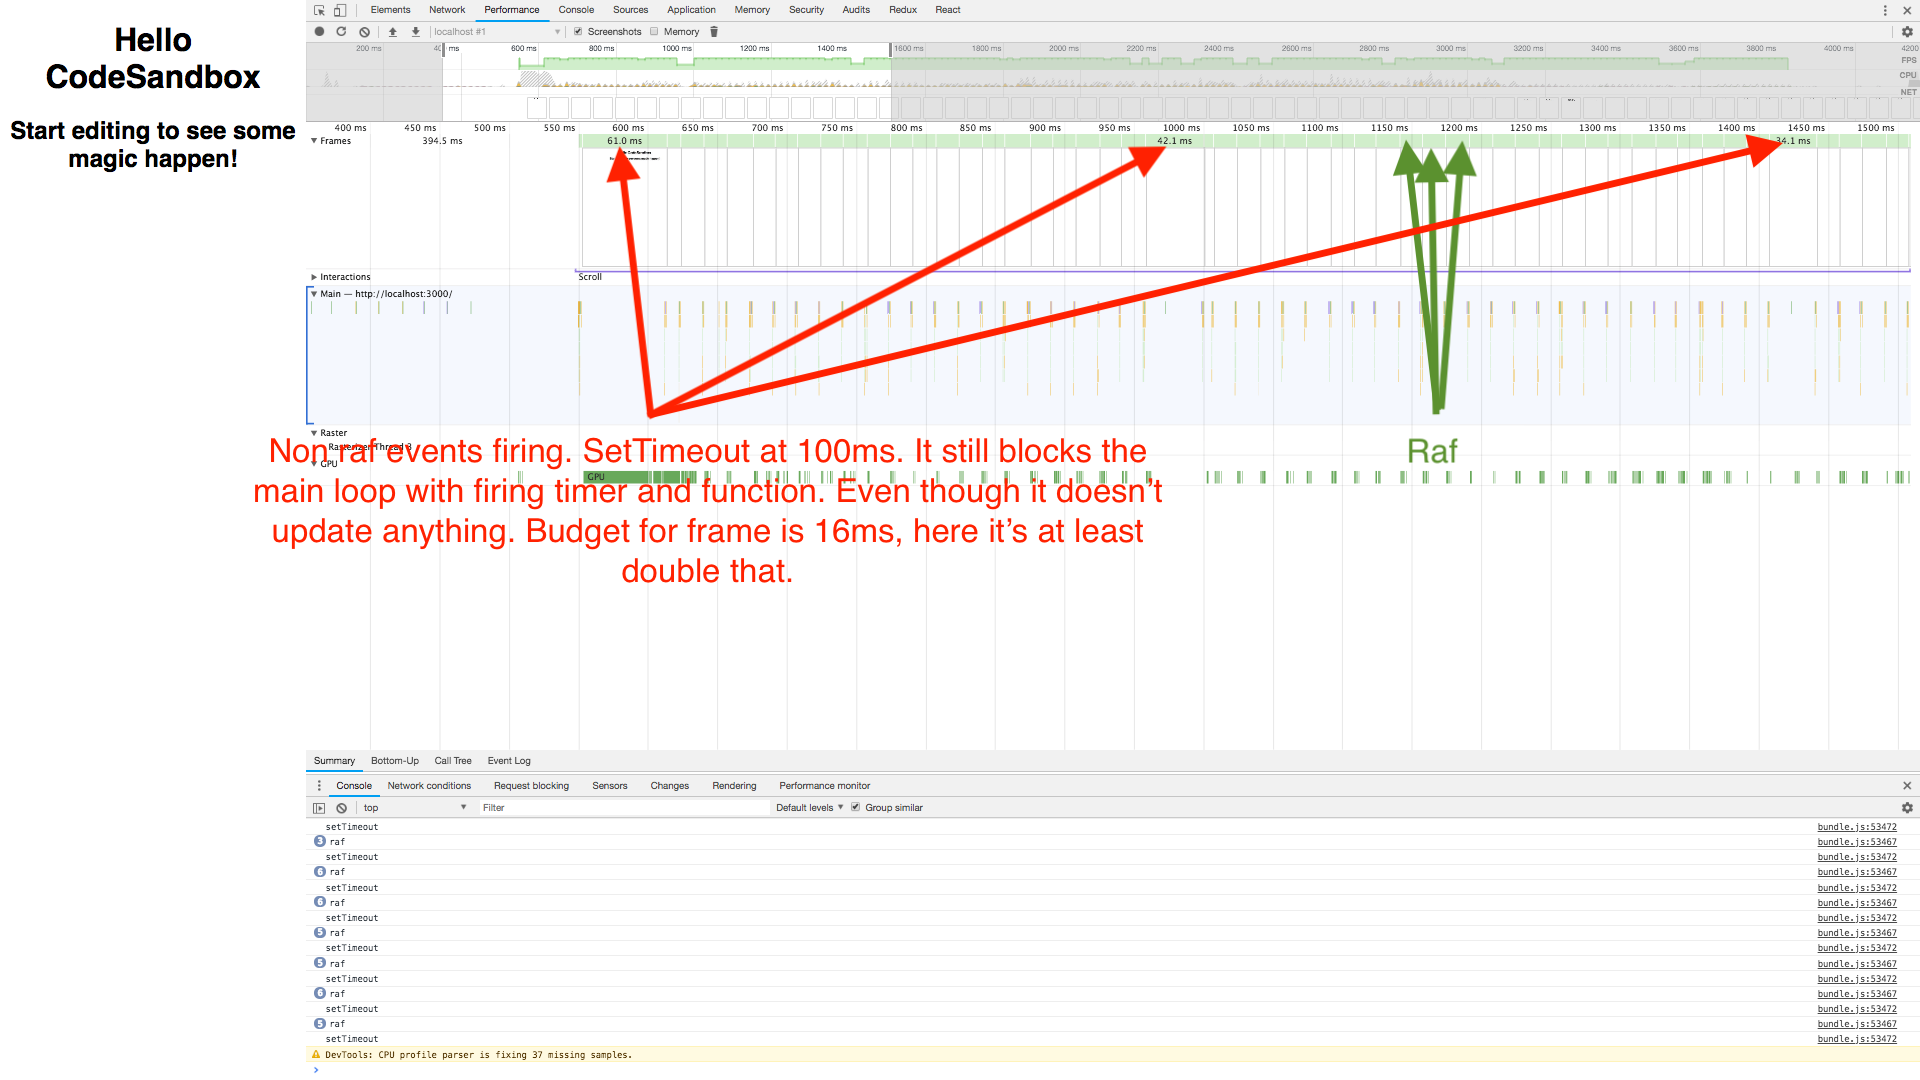 Hello
CodeSandbox
Start editing to see some
magic happen!
Elements Network Performance Console Sources Application Memory Security Audits Redux React
localhost #1 Screenshots Memory
200 ms ms 600 ms 800 ms 1000 ms 1200 ms 1400 ms 1600 ms 1800 ms 2000 ms 2200 ms 2400 ms 2600 ms 2800 ms 3000 ms 3200 ms 3400 ms 3600 ms 3800 ms 4000 ms 4200
FPS
CPU
NET
400 ms 450 ms 500 ms 550 ms 600 ms 650 ms 700 ms 750 ms 800 ms 850 ms 900 ms 950 ms 1000 ms 1050 ms 1100 ms 1150 ms 1200 ms 1250 ms 1300 ms 1350 ms 1400 ms 1450 ms 1500 ms
Frames 394.5 ms 61.0 ms 42.1 ms 34.1 ms
Interactions Scroll
Main — http://localhost:3000/
Raster
Rasterizer Thread 3
GPU
GPU
Non raf events firing. SetTimeout at 100ms. It still blocks the
main loop with firing timer and function. Even though it doesn't
update anything. Budget for frame is 16ms, here it's at least
double that.
Raf
Summary Bottom-Up Call Tree Event Log
Console Network conditions Request blocking Sensors Changes Rendering Performance monitor
top Filter Default levels Group similar
setTimeout bundle.js:53472
3 raf bundle.js:53467
setTimeout bundle.js:53472
6 raf bundle.js:53467
setTimeout bundle.js:53472
6 raf bundle.js:53467
setTimeout bundle.js:53472
5 raf bundle.js:53467
setTimeout bundle.js:53472
5 raf bundle.js:53467
setTimeout bundle.js:53472
6 raf bundle.js:53467
setTimeout bundle.js:53472
5 raf bundle.js:53467
setTimeout bundle.js:53472
DevTools: CPU profile parser is fixing 37 missing samples.